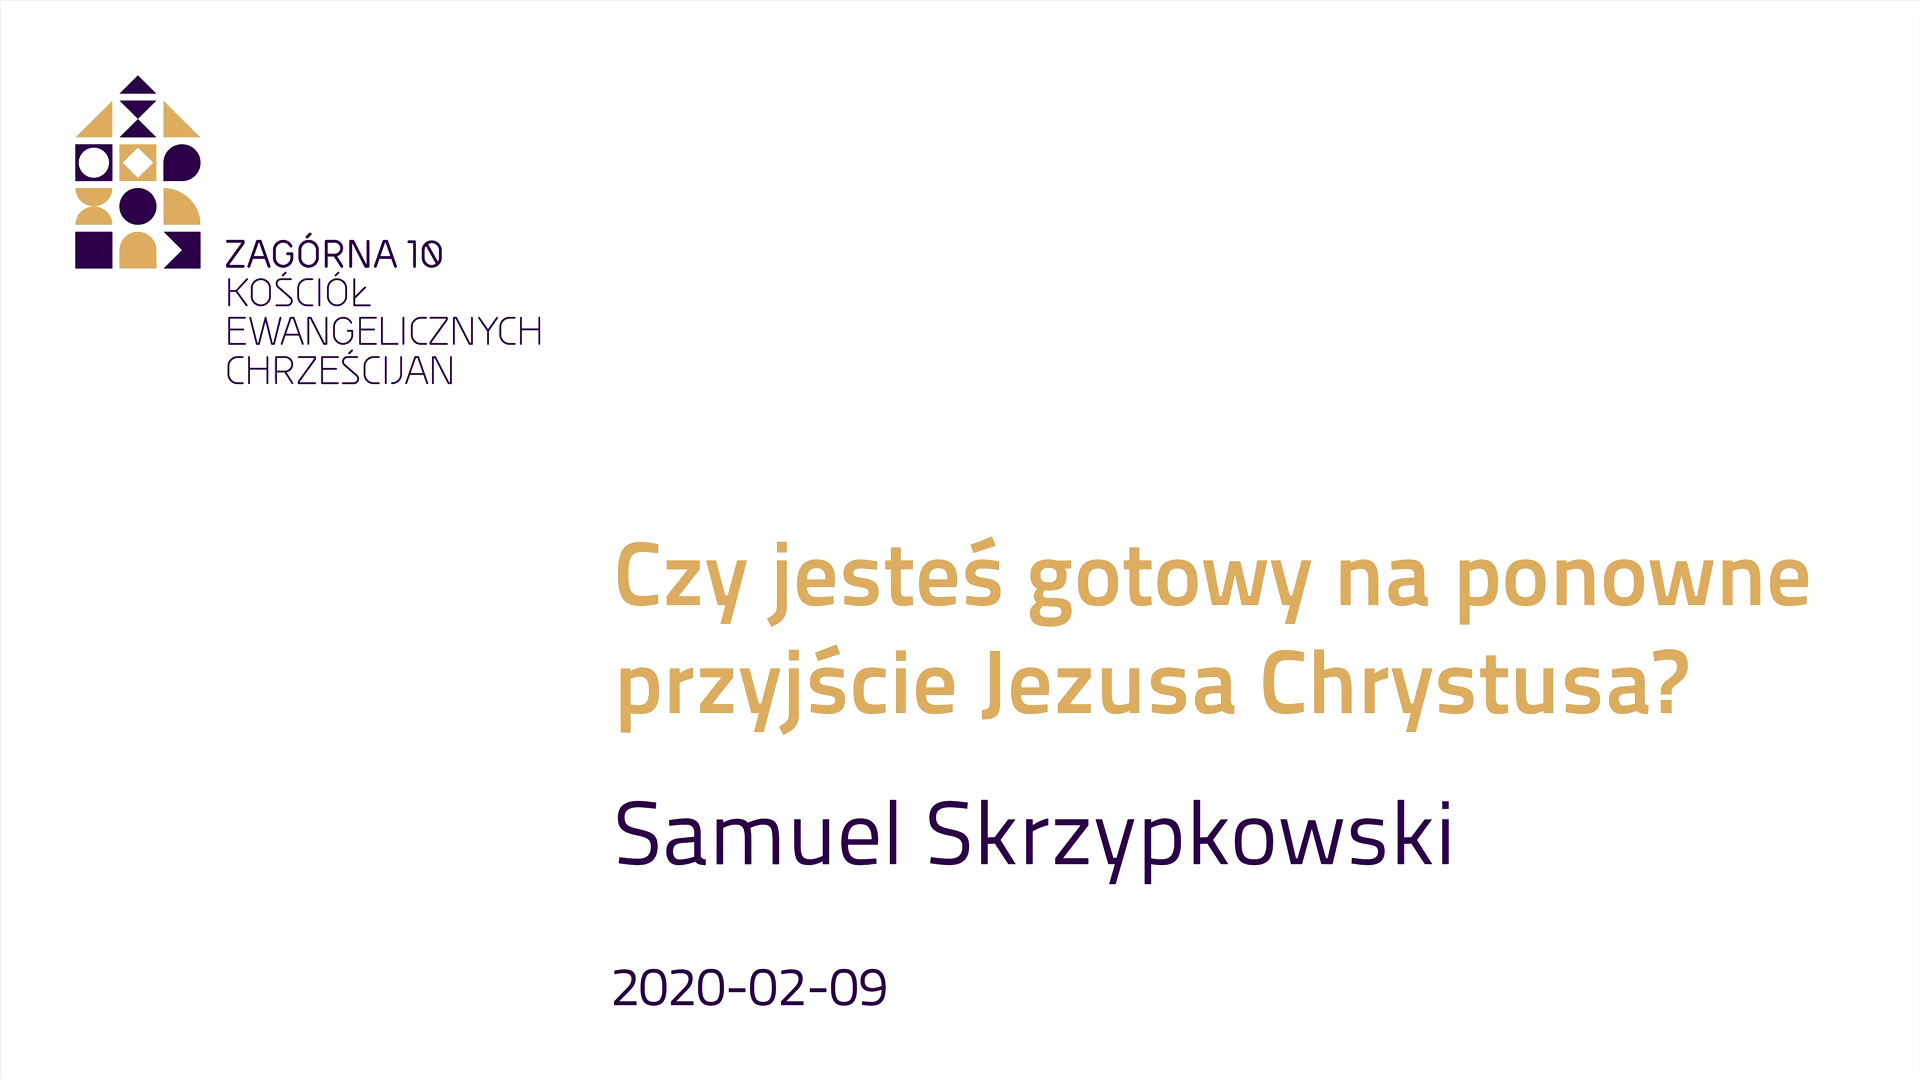 ZAGÓRNA 10
KOŚCIÓŁ
EWANGELICZNYCH
CHRZEŚCIJAN
Czy jesteś gotowy na ponowne
przyjście Jezusa Chrystusa?
Samuel Skrzypkowski
2020-02-09